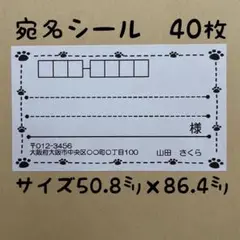 宛名シール　40枚
様
〒012-3456
大阪府大阪市中央区〇〇町〇丁目100　山田　さくら
サイズ50.8ミリ×86.4ミリ